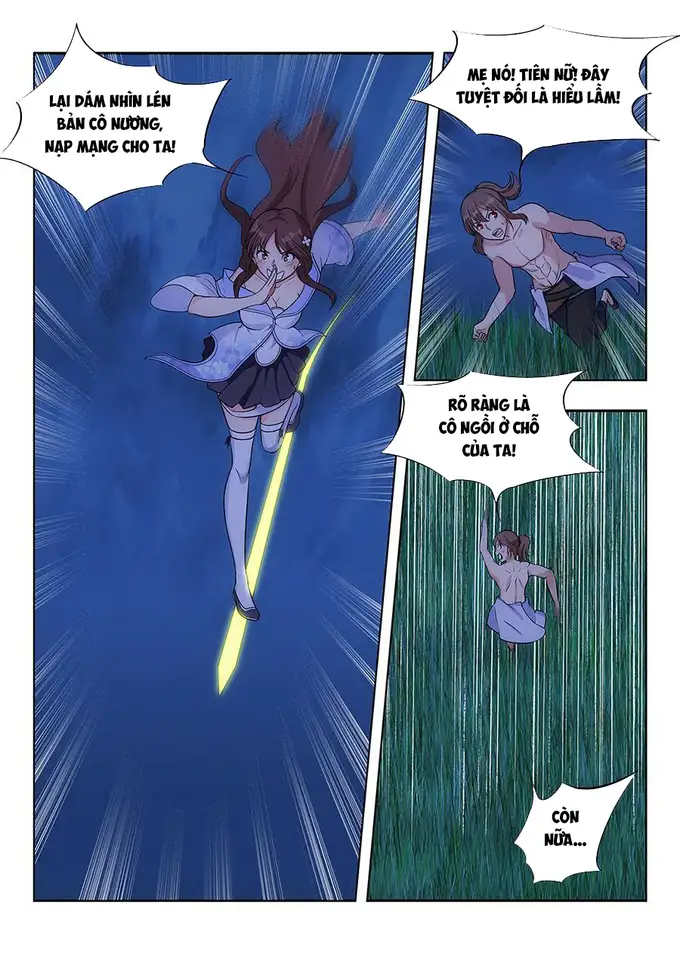 LẠI DÁM NHÌN LÉN
BẢN CÔ NƯƠNG,
NẠP MẠNG CHO TA!
MẸ NÓ! TIÊN NỮ! ĐÂY
TUYỆT ĐỐI LÀ HIỂU LẦM!
RÕ RÀNG LÀ
CÔ NGỒI Ở CHỖ
CỦA TA!
CÒN
NỮA...